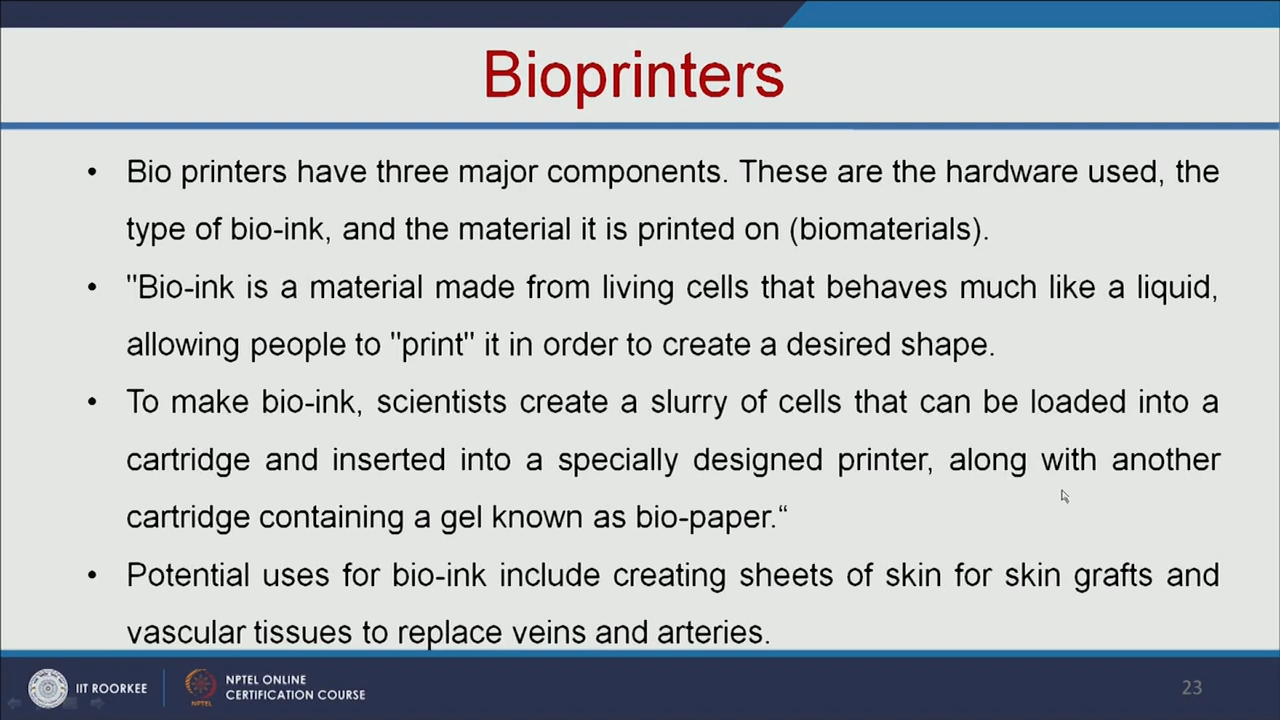 Bioprinters
• Bio printers have three major components. These are the hardware used, the
type of bio-ink, and the material it is printed on (biomaterials).
• "Bio-ink is a material made from living cells that behaves much like a liquid,
allowing people to "print" it in order to create a desired shape.
• To make bio-ink, scientists create a slurry of cells that can be loaded into a
cartridge and inserted into a specially designed printer, along with another
cartridge containing a gel known as bio-paper.“
• Potential uses for bio-ink include creating sheets of skin for skin grafts and
vascular tissues to replace veins and arteries.
IIT ROORKEE
NPTEL
NPTEL ONLINE
CERTIFICATION COURSE
23